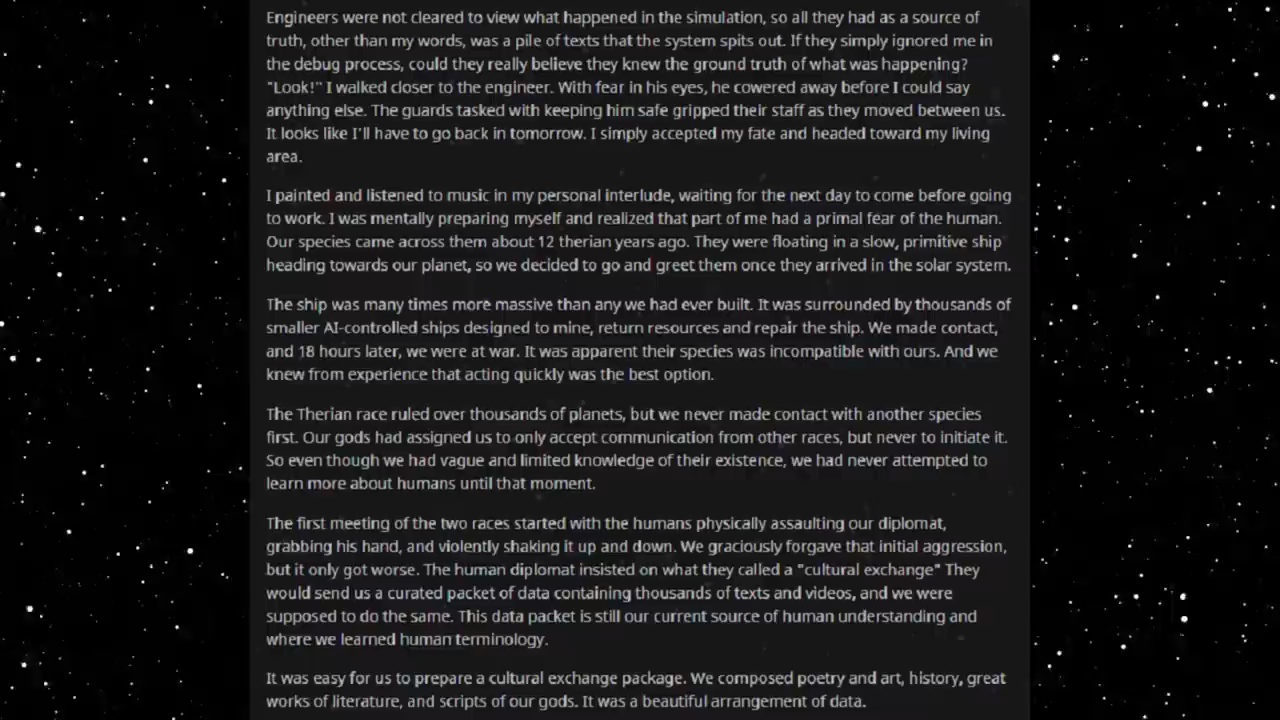 Engineers were not cleared to view what happened in the simulation, so all they had as a source of
truth, other than my words, was a pile of texts that the system spits out. If they simply ignored me in
the debug process, could they really believe they knew the ground truth of what was happening?
"Look!" I walked closer to the engineer. With fear in his eyes, he cowered away before I could say
anything else. The guards tasked with keeping him safe gripped their staff as they moved between us.
It looks like I'll have to go back in tomorrow. I simply accepted my fate and headed toward my living
area.
I painted and listened to music in my personal interlude, waiting for the next day to come before going
to work. I was mentally preparing myself and realized that part of me had a primal fear of the human.
Our species came across them about 12 therian years ago. They were floating in a slow, primitive ship
heading towards our planet, so we decided to go and greet them once they arrived in the solar system.
The ship was many times more massive than any we had ever built. It was surrounded by thousands of
smaller AI-controlled ships designed to mine, return resources and repair the ship. We made contact,
and 18 hours later, we were at war. It was apparent their species was incompatible with ours. And we
knew from experience that acting quickly was the best option.
The Therian race ruled over thousands of planets, but we never made contact with another species
first. Our gods had assigned us to only accept communication from other races, but never to initiate it.
So even though we had vague and limited knowledge of their existence, we had never attempted to
learn more about humans until that moment.
The first meeting of the two races started with the humans physically assaulting our diplomat,
grabbing his hand, and violently shaking it up and down. We graciously forgave that initial aggression,
but it only got worse. The human diplomat insisted on what they called a "cultural exchange" They
would send us a curated packet of data containing thousands of texts and videos, and we were
supposed to do the same. This data packet is still our current source of human understanding and
where we learned human terminology.
It was easy for us to prepare a cultural exchange package. We composed poetry and art, history, great
works of literature, and scripts of our gods. It was a beautiful arrangement of data.